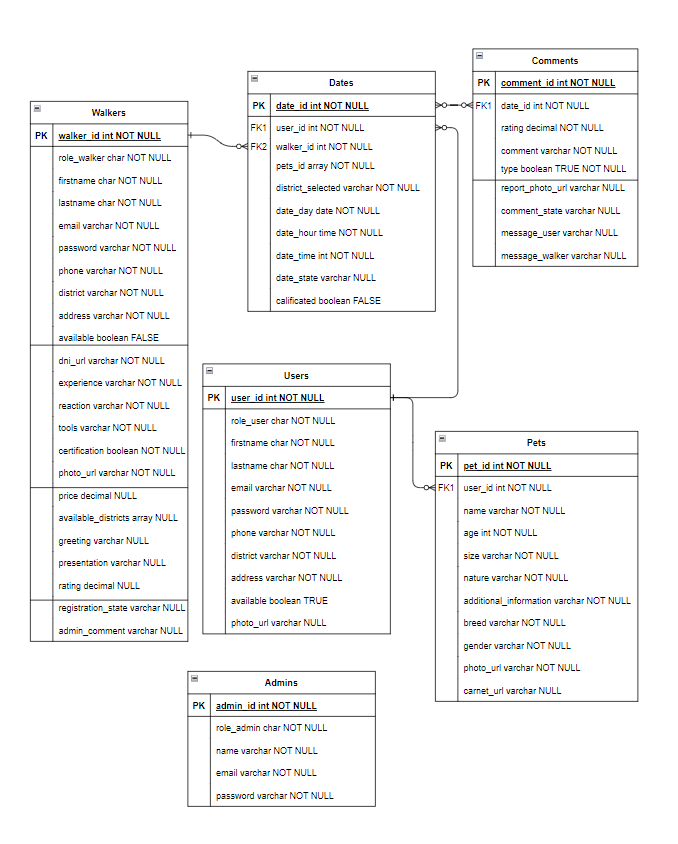 Walkers
PK walker_id int NOT NULL
role_walker char NOT NULL
firstname char NOT NULL
lastname char NOT NULL
email varchar NOT NULL
password varchar NOT NULL
phone varchar NOT NULL
district varchar NOT NULL
address varchar NOT NULL
available boolean FALSE
dni_url varchar NOT NULL
experience varchar NOT NULL
reaction varchar NOT NULL
tools varchar NOT NULL
certification boolean NOT NULL
photo_url varchar NOT NULL
price decimal NULL
available_districts array NULL
greeting varchar NULL
presentation varchar NULL
rating decimal NULL
registration_state varchar NULL
admin_comment varchar NULL
Dates
PK date_id int NOT NULL
FK1 user_id int NOT NULL
FK2 walker_id int NOT NULL
pets_id array NOT NULL
district_selected varchar NOT NULL
date_day date NOT NULL
date_hour time NOT NULL
date_time int NOT NULL
date_state varchar NULL
calificated boolean FALSE
Comments
PK comment_id int NOT NULL
FK1 date_id int NOT NULL
rating decimal NOT NULL
comment varchar NOT NULL
type boolean TRUE NOT NULL
report_photo_url varchar NULL
comment_state varchar NULL
message_user varchar NULL
message_walker varchar NULL
Users
PK user_id int NOT NULL
role_user char NOT NULL
firstname char NOT NULL
lastname char NOT NULL
email varchar NOT NULL
password varchar NOT NULL
phone varchar NOT NULL
district varchar NOT NULL
address varchar NOT NULL
available boolean TRUE
photo_url varchar NULL
Pets
PK pet_id int NOT NULL
FK1 user_id int NOT NULL
name varchar NOT NULL
age int NOT NULL
size varchar NOT NULL
nature varchar NOT NULL
additional_information varchar NOT NULL
breed varchar NOT NULL
gender varchar NOT NULL
photo_url varchar NOT NULL
carnet_url varchar NULL
Admins
PK admin_id int NOT NULL
role_admin char NOT NULL
name varchar NOT NULL
email varchar NOT NULL
password varchar NOT NULL